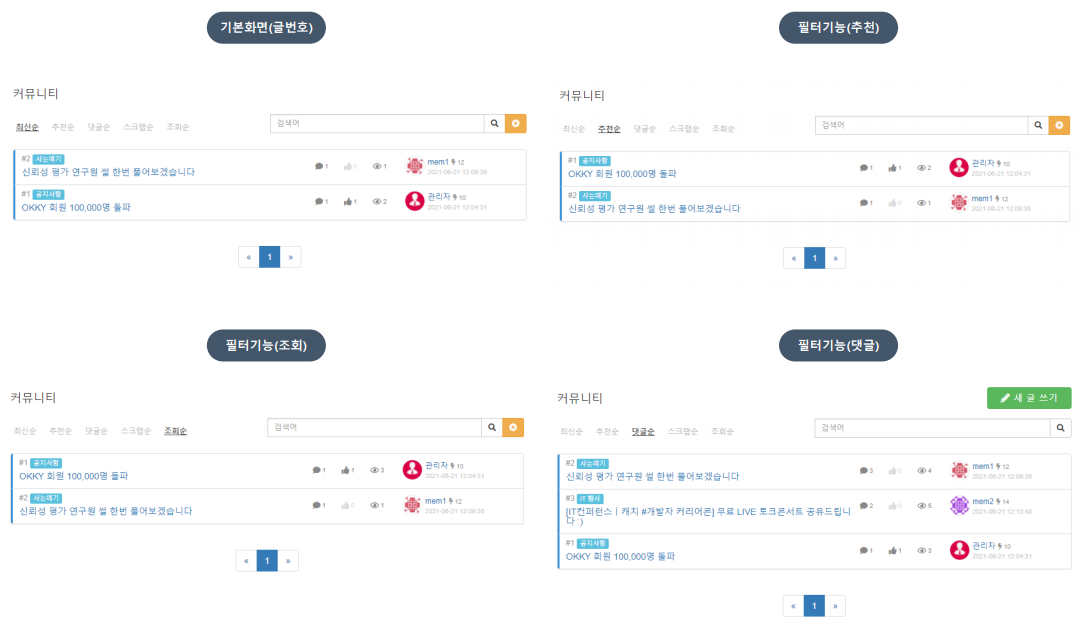 기본화면(글번호)
커뮤니티
최신순 추천순 댓글순 스크랩순 조회순
검색어
#2 사는얘기
신뢰성 평가 연구원 썰 한번 풀어보겠습니다
1 0 1
mem1 12
2021-06-21 12:09:36
#1 공지사항
OKKY 회원 100,000명 돌파
1 1 2
관리자 10
2021-06-21 12:04:31
« 1 »
필터기능(추천)
커뮤니티
최신순 추천순 댓글순 스크랩순 조회순
검색어
#1 공지사항
OKKY 회원 100,000명 돌파
1 1 2
관리자 10
2021-06-21 12:04:31
#2 사는얘기
신뢰성 평가 연구원 썰 한번 풀어보겠습니다
1 0 1
mem1 12
2021-06-21 12:09:36
« 1 »
필터기능(조회)
커뮤니티
최신순 추천순 댓글순 스크랩순 조회순
검색어
#1 공지사항
OKKY 회원 100,000명 돌파
1 1 3
관리자 10
2021-06-21 12:04:31
#2 사는얘기
신뢰성 평가 연구원 썰 한번 풀어보겠습니다
1 0 1
mem1 12
2021-06-21 12:09:36
« 1 »
필터기능(댓글)
커뮤니티
새 글 쓰기
최신순 추천순 댓글순 스크랩순 조회순
검색어
#2 사는얘기
신뢰성 평가 연구원 썰 한번 풀어보겠습니다
3 0 4
mem1 12
2021-06-21 12:09:36
#3 IT 행사
[IT컨퍼런스ㅣ캐치 #개발자 커리어콘] 무료 LIVE 토크콘서트 공유드립니
다 :)
2 0 5
mem2 14
2021-06-21 12:13:48
#1 공지사항
OKKY 회원 100,000명 돌파
1 1 3
관리자 10
2021-06-21 12:04:31
« 1 »